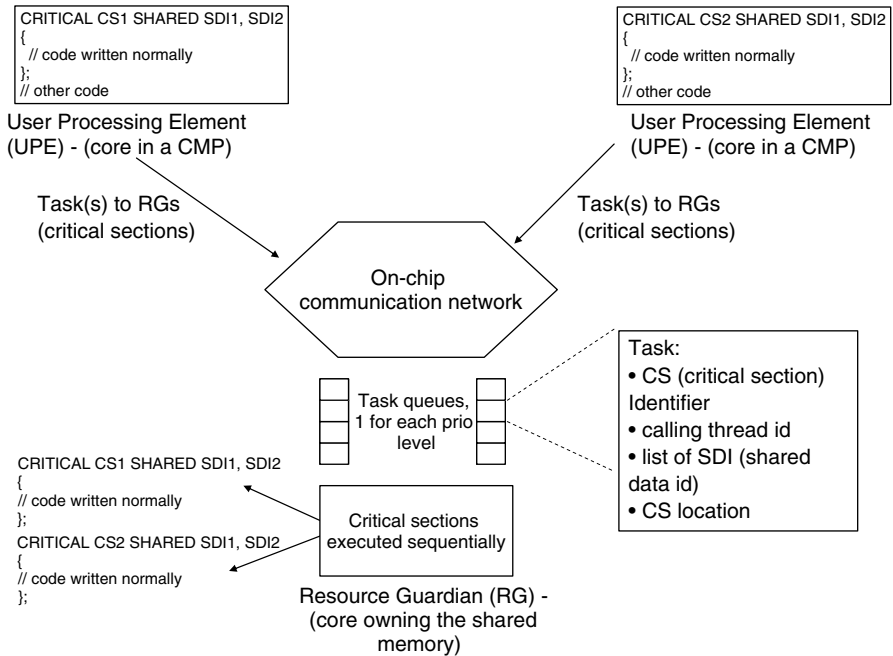 CRITICAL CS1 SHARED SDI1, SDI2
{
// code written normally
};
// other code
User Processing Element
(UPE) - (core in a CMP)
CRITICAL CS2 SHARED SDI1, SDI2
{
// code written normally
};
// other code
User Processing Element
(UPE) - (core in a CMP)
Task(s) to RGs
(critical sections)
Task(s) to RGs
(critical sections)
On-chip
communication network
Task queues,
1 for each prio
level
Task:
• CS (critical section)
Identifier
• calling thread id
• list of SDI (shared
data id)
• CS location
CRITICAL CS1 SHARED SDI1, SDI2
{
// code written normally
};
CRITICAL CS2 SHARED SDI1, SDI2
{
// code written normally
};
Critical sections
executed sequentially
Resource Guardian (RG) -
(core owning the shared
memory)